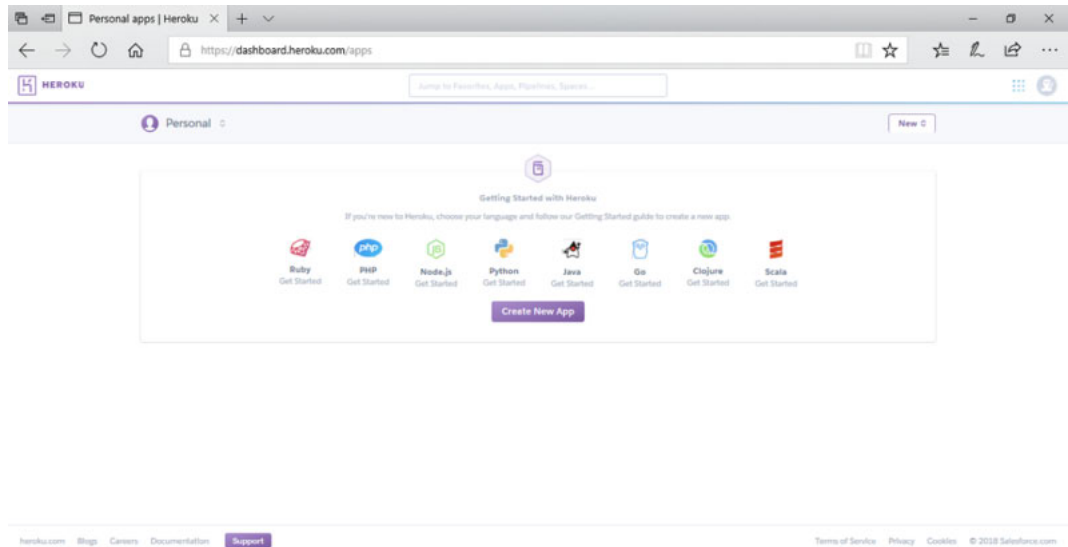 Personal apps | Heroku
https://dashboard.heroku.com/apps
HEROKU
Jump to Favorites, Apps, Pipelines, Spaces...
Personal
New
Getting Started with Heroku
If you're new to Heroku, choose your language and follow our Getting Started guide to create a new app.
php
JS
Ruby PHP Node.js Python Java Go Clojure Scala
Get Started Get Started Get Started Get Started Get Started Get Started Get Started Get Started
Create New App
heroku.com Blogs Careers Documentation Support Terms of Service Privacy Cookies © 2018 Salesforce.com